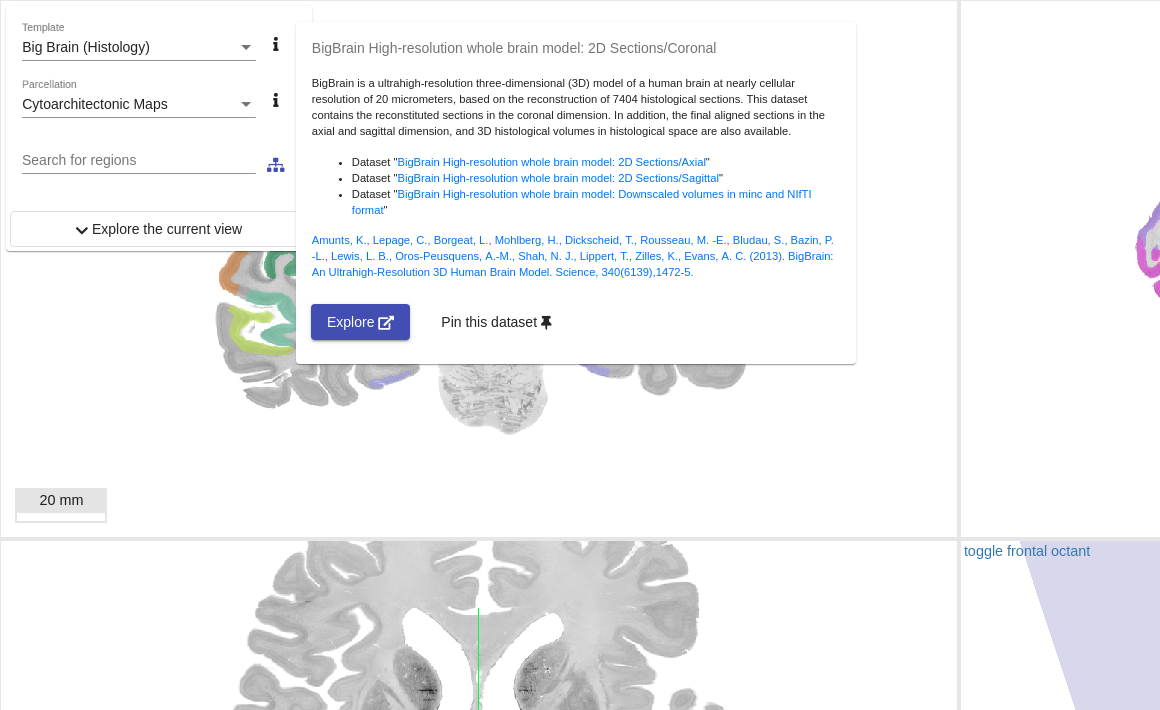 Template
Big Brain (Histology)
Parcellation
Cytoarchitectonic Maps
Search for regions
Explore the current view
BigBrain High-resolution whole brain model: 2D Sections/Coronal
BigBrain is a ultrahigh-resolution three-dimensional (3D) model of a human brain at nearly cellular
resolution of 20 micrometers, based on the reconstruction of 7404 histological sections. This dataset
contains the reconstituted sections in the coronal dimension. In addition, the final aligned sections in the
axial and sagittal dimension, and 3D histological volumes in histological space are also available.
• Dataset "BigBrain High-resolution whole brain model: 2D Sections/Axial"
• Dataset "BigBrain High-resolution whole brain model: 2D Sections/Sagittal"
• Dataset "BigBrain High-resolution whole brain model: Downscaled volumes in minc and NIfTI
format"
Amunts, K., Lepage, C., Borgeat, L., Mohlberg, H., Dickscheid, T., Rousseau, M. -E., Bludau, S., Bazin, P.
-L., Lewis, L. B., Oros-Peusquens, A.-M., Shah, N. J., Lippert, T., Zilles, K., Evans, A. C. (2013). BigBrain:
An Ultrahigh-Resolution 3D Human Brain Model. Science, 340(6139),1472-5.
Explore
Pin this dataset
20 mm
toggle frontal octant